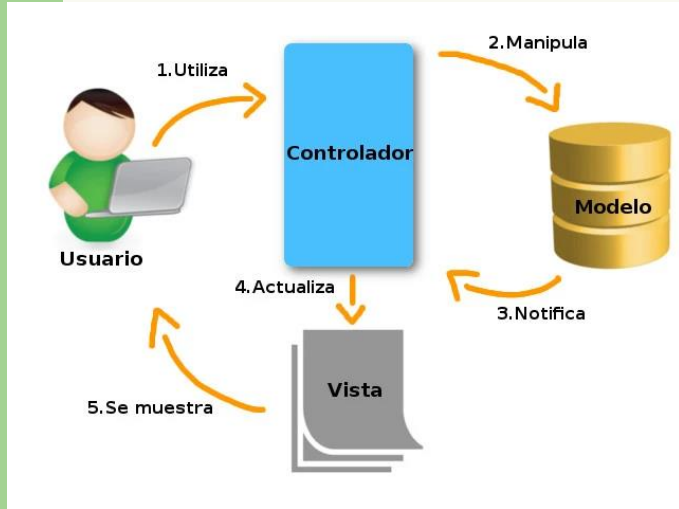 1.Utiliza
2.Manipula
Controlador
Modelo
Usuario
4.Actualiza
3.Notifica
Vista
5.Se muestra